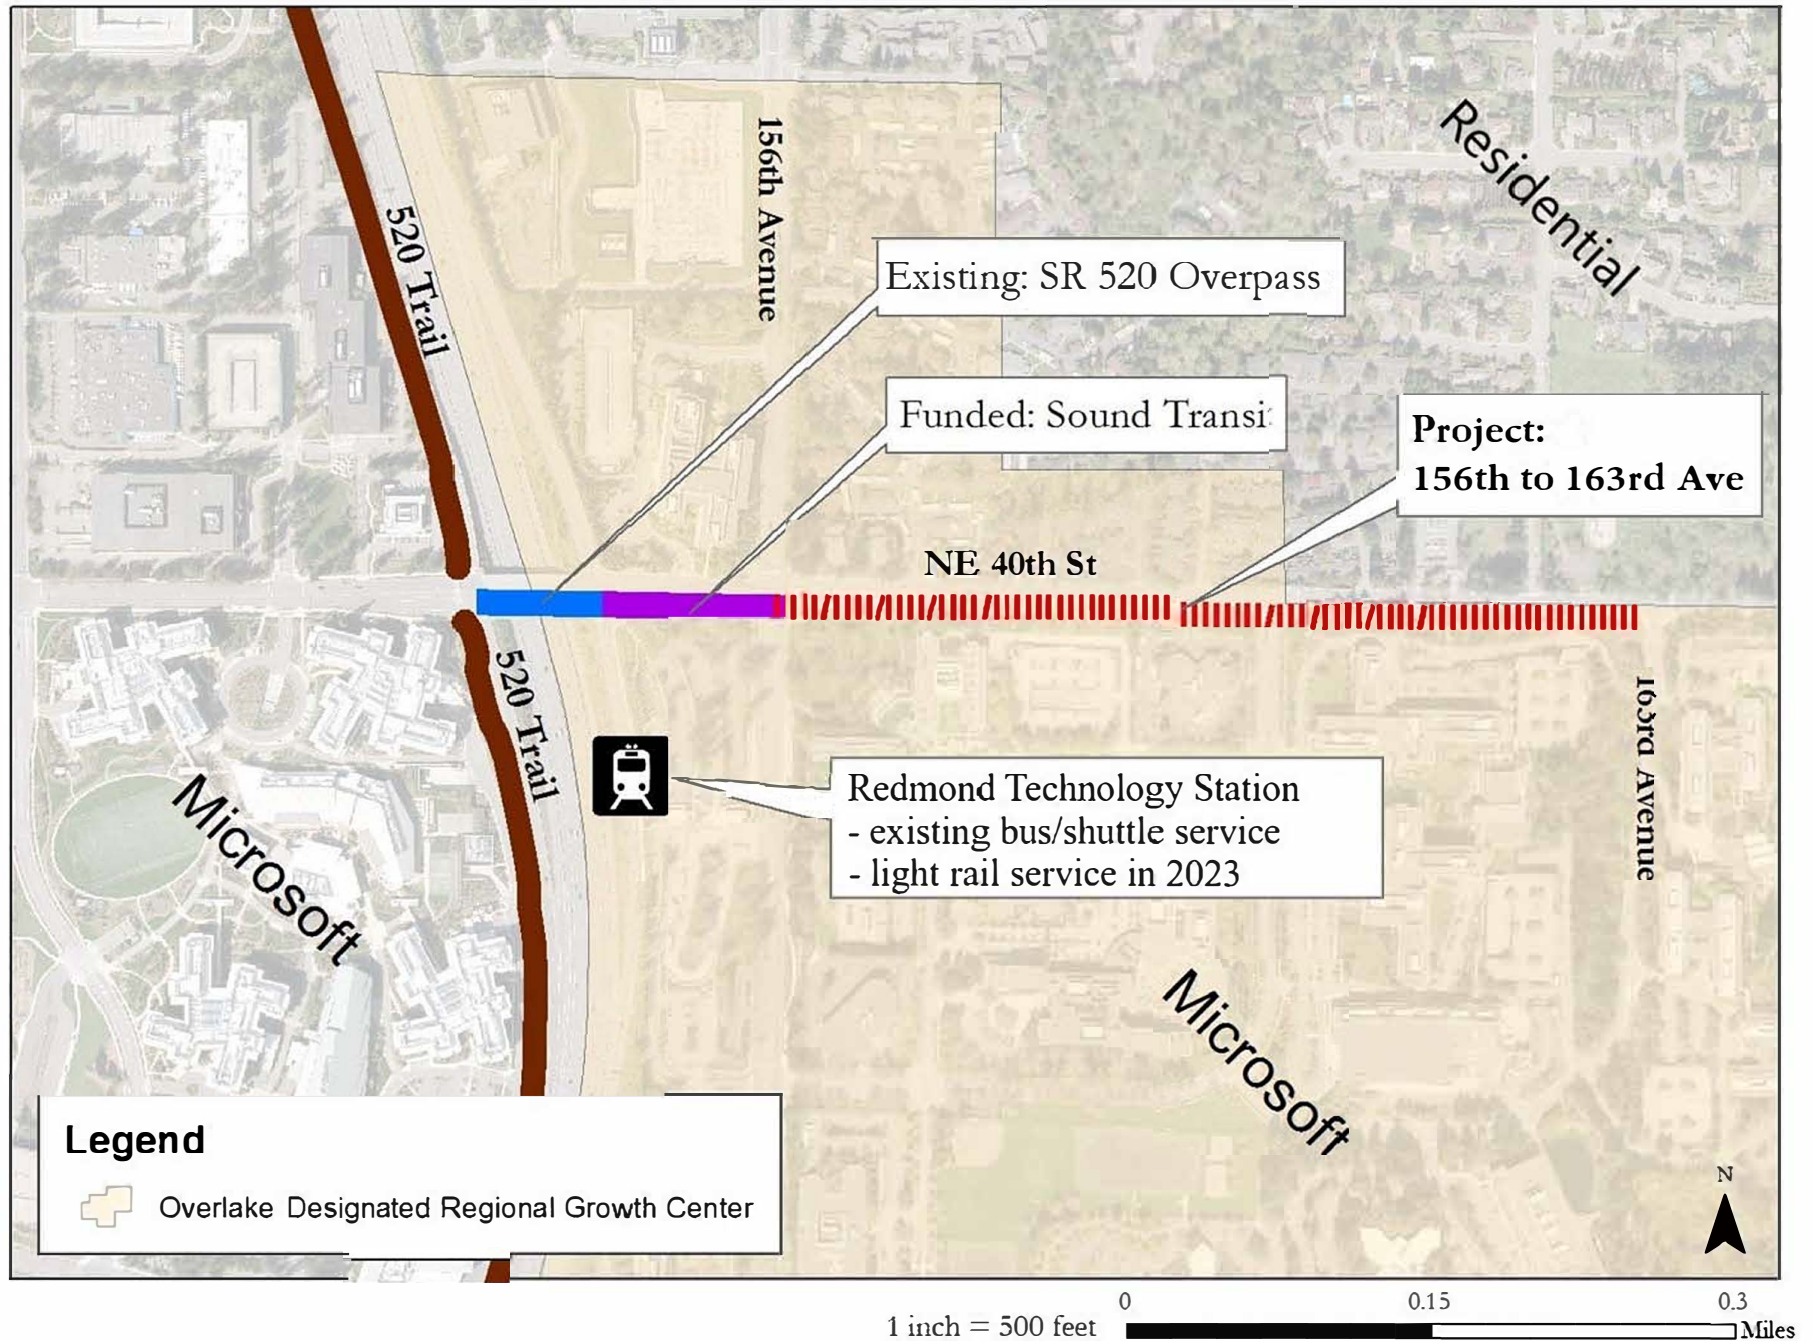 Residential
156th Avenue
520 Trail
Existing: SR 520 Overpass
Funded: Sound Transi
Project:
156th to 163rd Ave
NE 40th St
520 Trail
163rd Avenue
Redmond Technology Station
- existing bus/shuttle service
- light rail service in 2023
Microsoft
Microsoft
Legend
Overlake Designated Regional Growth Center
N
0 0.15 0.3
1 inch = 500 feet
Miles